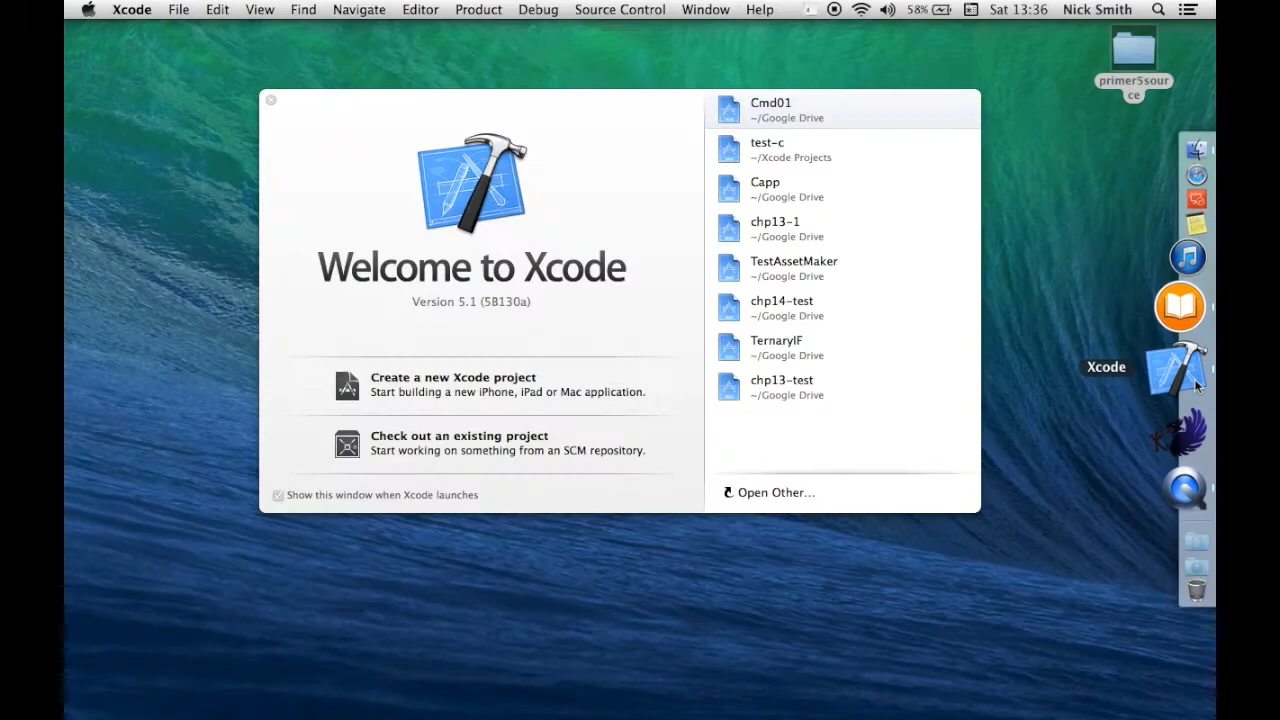 Xcode File Edit View Find Navigate Editor Product Debug Source Control Window Help 58% Sat 13:36 Nick Smith
primer5sour
ce
Welcome to Xcode
Version 5.1 (5B130a)
Create a new Xcode project
Start building a new iPhone, iPad or Mac application.
Check out an existing project
Start working on something from an SCM repository.
Show this window when Xcode launches
Cmd01
~/Google Drive
test-c
~/Xcode Projects
Capp
~/Google Drive
chp13-1
~/Google Drive
TestAssetMaker
~/Google Drive
chp14-test
~/Google Drive
TernaryIF
~/Google Drive
chp13-test
~/Google Drive
Open Other...
Xcode